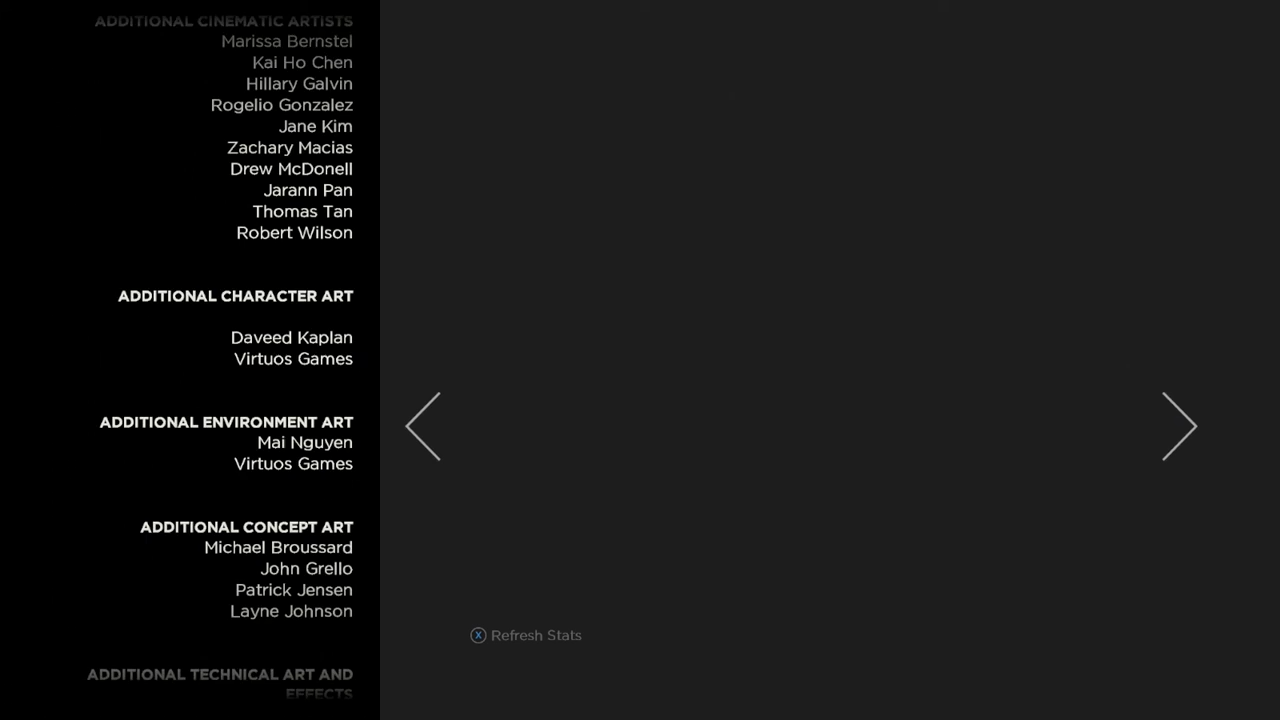 ADDITIONAL CINEMATIC ARTISTS
Marissa Bernstel
Kai Ho Chen
Hillary Galvin
Rogelio Gonzalez
Jane Kim
Zachary Macias
Drew McDonell
Jarann Pan
Thomas Tan
Robert Wilson
ADDITIONAL CHARACTER ART
Daveed Kaplan
Virtuos Games
ADDITIONAL ENVIRONMENT ART
Mai Nguyen
Virtuos Games
ADDITIONAL CONCEPT ART
Michael Broussard
John Grello
Patrick Jensen
Layne Johnson
ADDITIONAL TECHNICAL ART AND
EFFECTS
X Refresh Stats